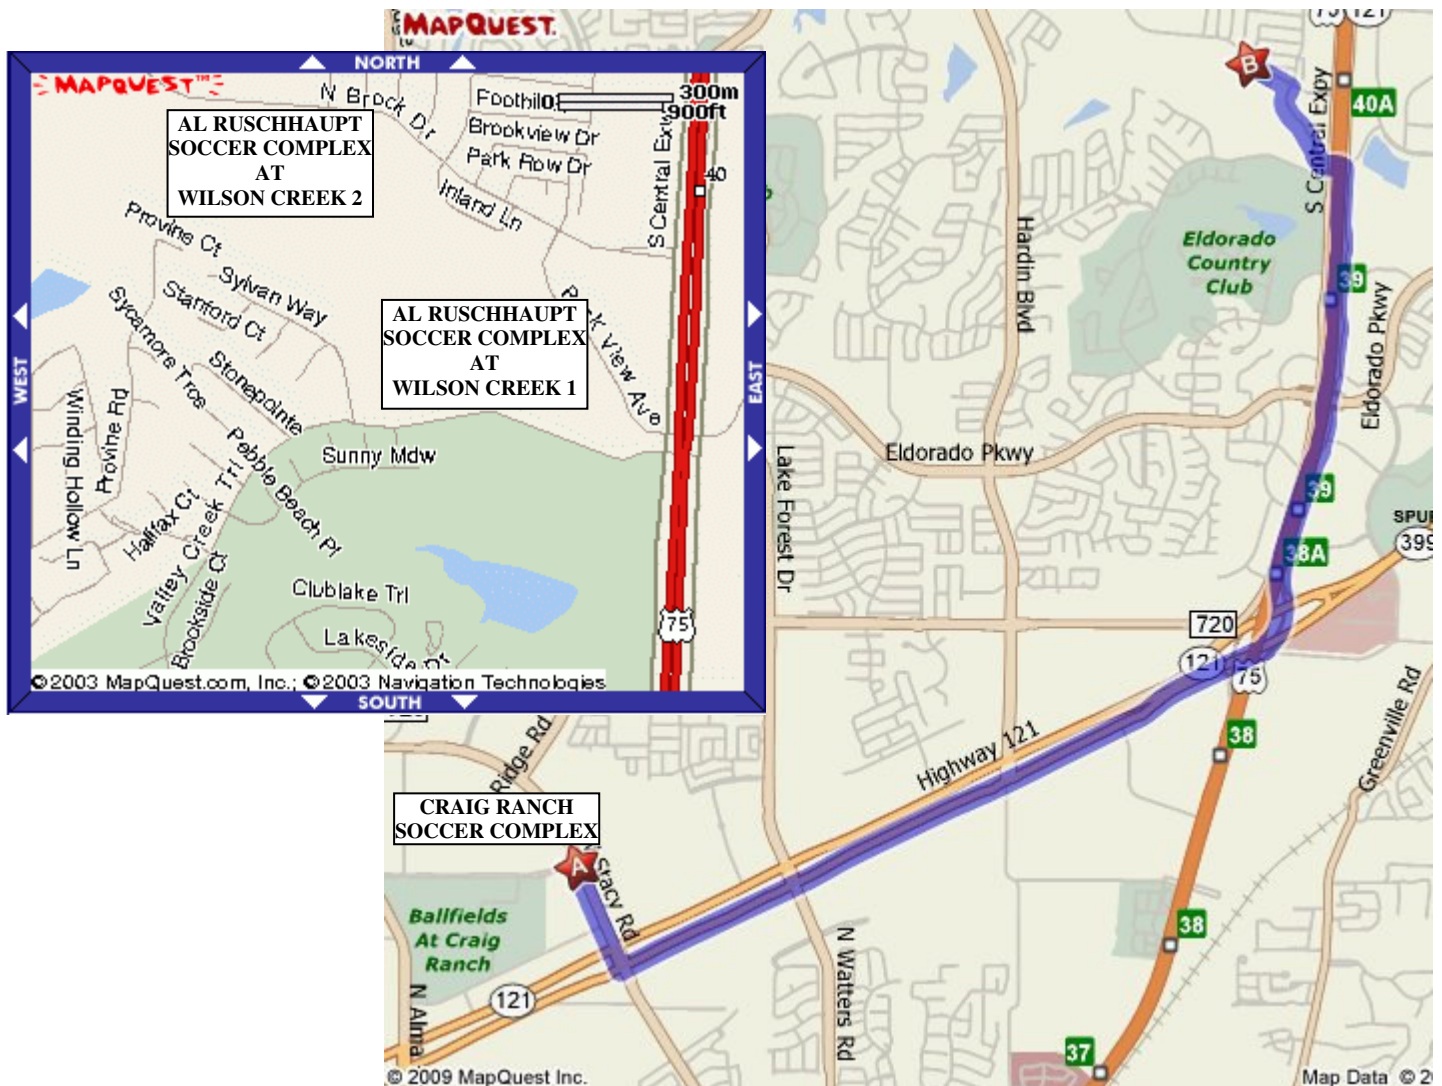 MAPQUEST.
75 121
B
40A
S Central Expy
Hardin Blvd
Eldorado
Country
Club
39
Eldorado Pkwy
Eldorado Pkwy
Lake Forest Dr
39
SPUR
399
38A
720
121
75
Highway 121
38
Greenville Rd
Ridge Rd
CRAIG RANCH
SOCCER COMPLEX
A
N Stacy Rd
Ballfields
At Craig
Ranch
121
N Alma
N Watters Rd
38
37
© 2009 MapQuest Inc.
Map Data © 20
NORTH
MAPQUEST™
300m
900ft
N Brock Dr
Foothill
Brookview Dr
Park Row Dr
S Central Exp
40
AL RUSCHHAUPT
SOCCER COMPLEX
AT
WILSON CREEK 2
Inland Ln
Provine Ct
Sylvan Way
Stanford Ct
Sycamore Tree
Stonepointe
AL RUSCHHAUPT
SOCCER COMPLEX
AT
WILSON CREEK 1
Park View Ave
WEST
EAST
Winding Hollow Ln
Provine Rd
Pebble Beach Pl
Sunny Mdw
Halifax Ct
Valley Creek Trl
Brookside Ct
Clublake Trl
Lakeside Dr
75
©2003 MapQuest.com, Inc.; ©2003 Navigation Technologies
SOUTH